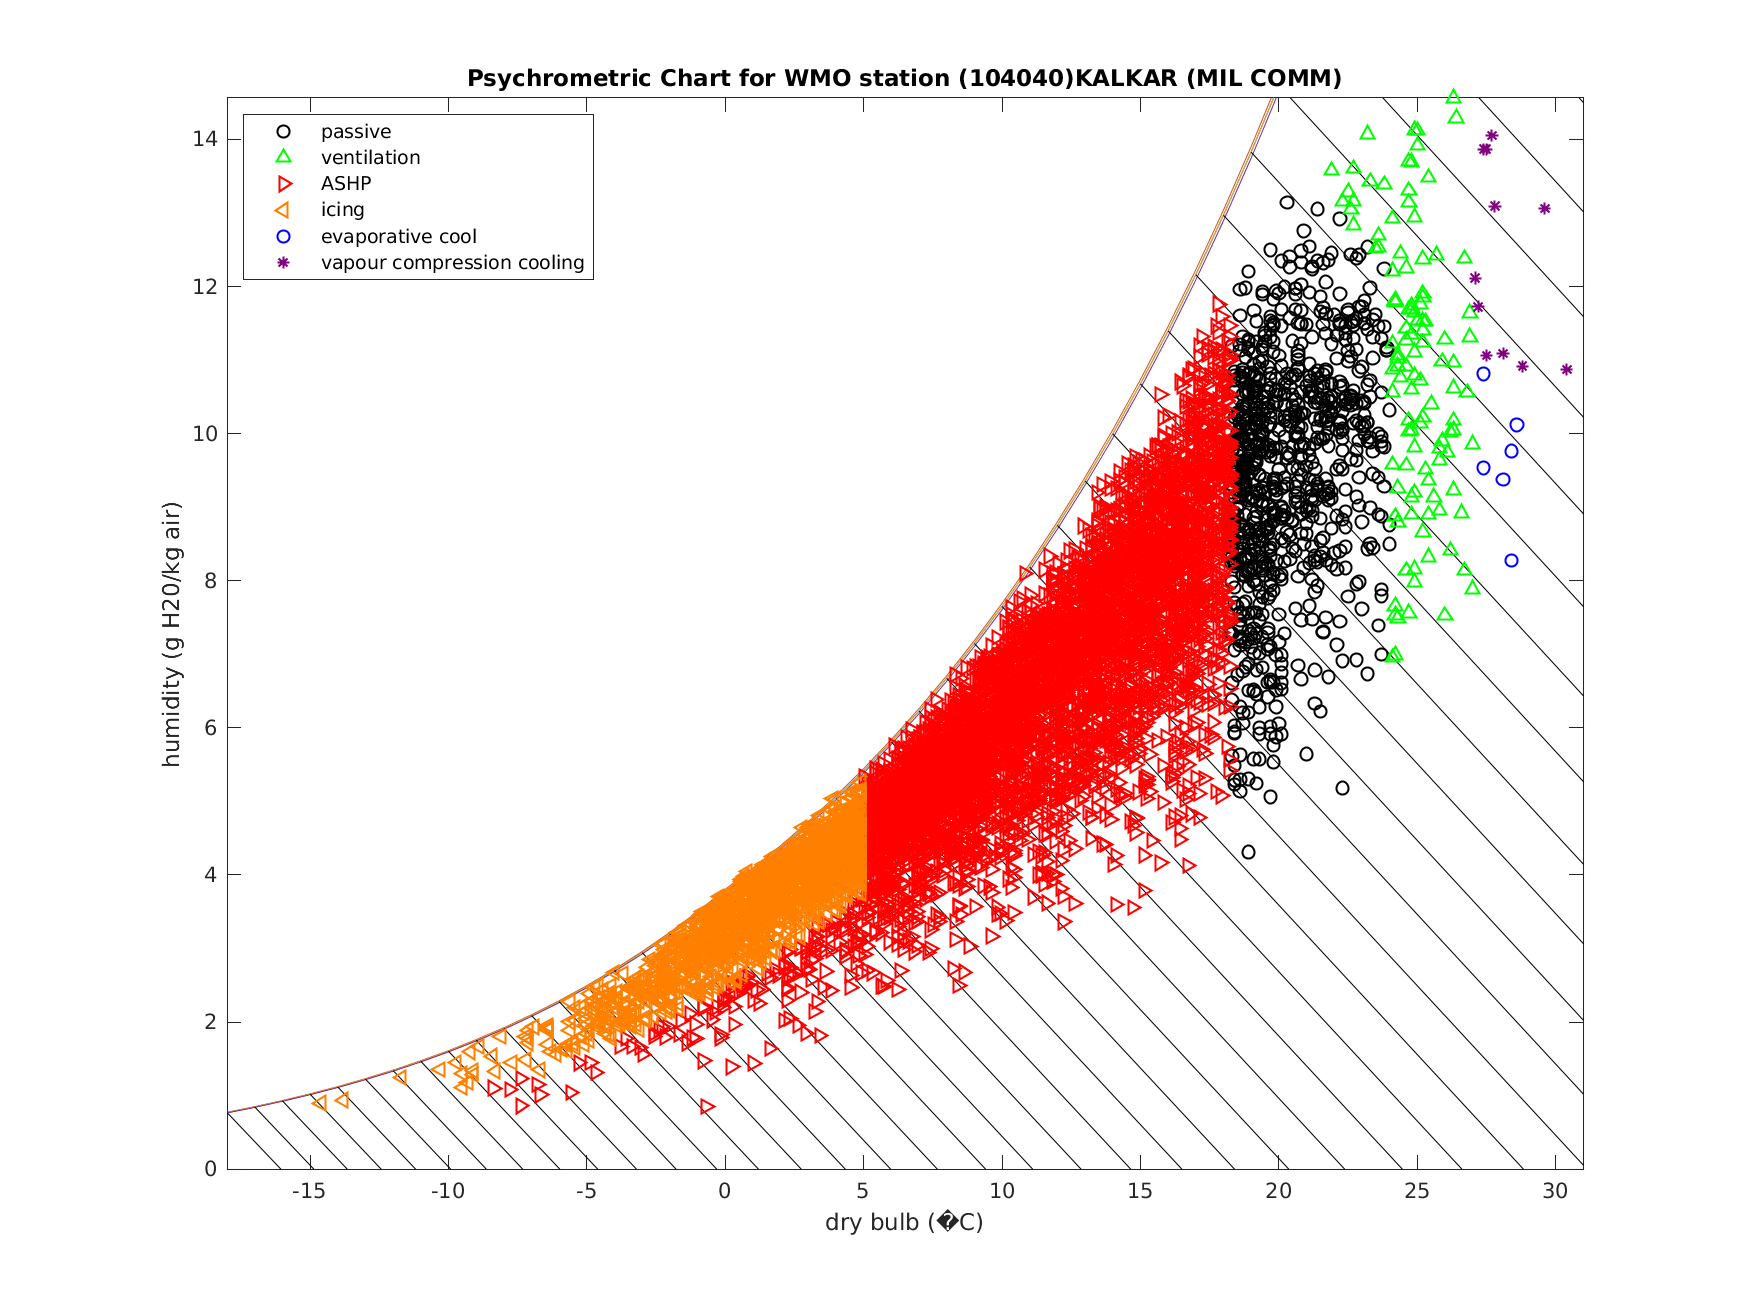 Psychrometric Chart for WMO station (104040)KALKAR (MIL COMM)
passive
ventilation
ASHP
icing
evaporative cool
vapour compression cooling
humidity (g H20/kg air)
14
12
10
8
6
4
2
0
-15 -10 -5 0 5 10 15 20 25 30
dry bulb (�C)